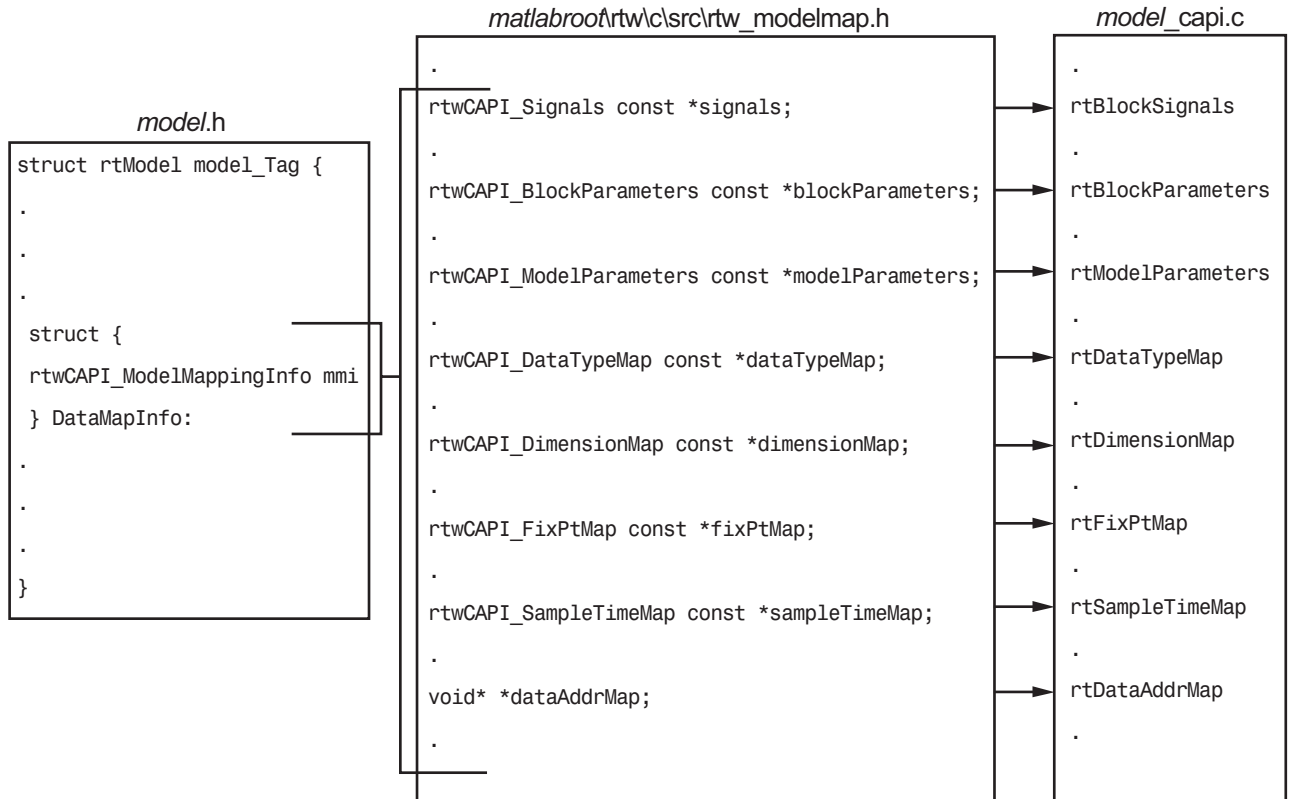 model.h
struct rtModel model_Tag {
.
.
.
struct {
rtwCAPI_ModelMappingInfo mmi
} DataMapInfo:
.
.
.
}
matlabroot\rtw\c\src\rtw_modelmap.h
.
rtwCAPI_Signals const *signals;
.
rtwCAPI_BlockParameters const *blockParameters;
.
rtwCAPI_ModelParameters const *modelParameters;
.
rtwCAPI_DataTypeMap const *dataTypeMap;
.
rtwCAPI_DimensionMap const *dimensionMap;
.
rtwCAPI_FixPtMap const *fixPtMap;
.
rtwCAPI_SampleTimeMap const *sampleTimeMap;
.
void* *dataAddrMap;
.
model_capi.c
.
rtBlockSignals
.
rtBlockParameters
.
rtModelParameters
.
rtDataTypeMap
.
rtDimensionMap
.
rtFixPtMap
.
rtSampleTimeMap
.
rtDataAddrMap
.